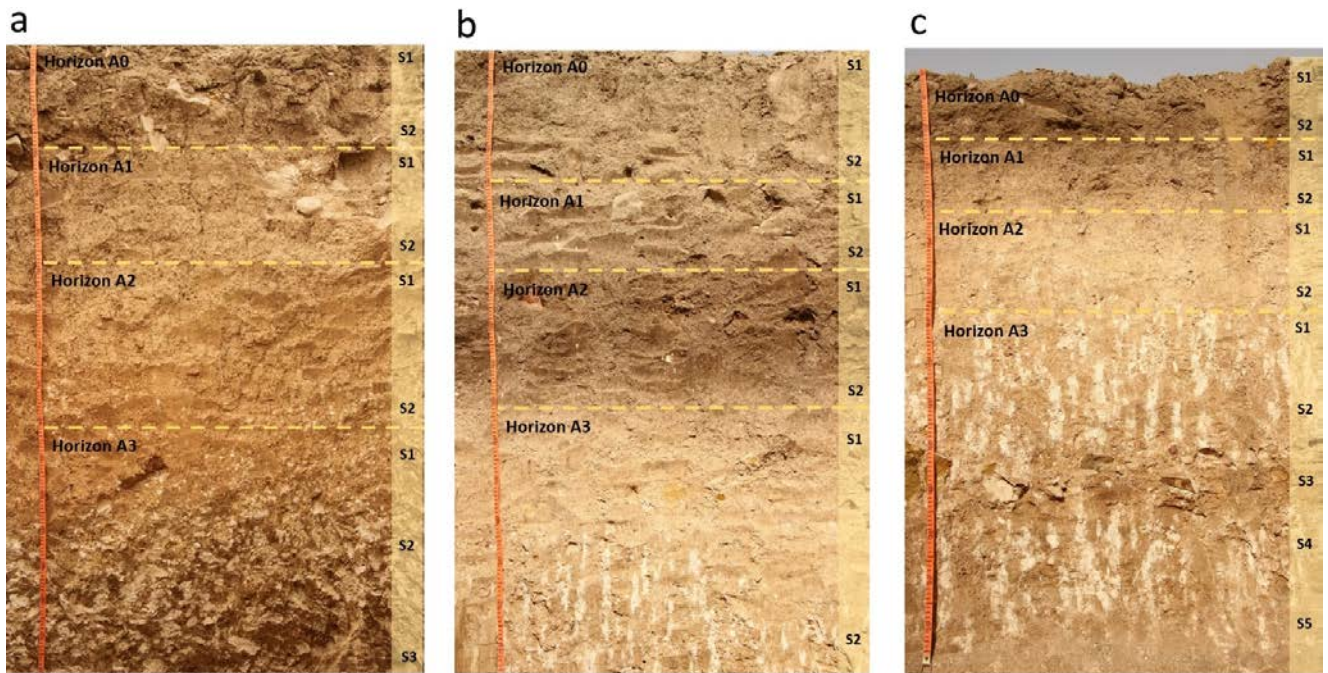 a
Horizon A0
S1
S2
Horizon A1
S1
S2
Horizon A2
S1
S2
Horizon A3
S1
S2
S3
b
Horizon A0
S1
S2
Horizon A1
S1
S2
Horizon A2
S1
S2
Horizon A3
S1
S2
c
Horizon A0
S1
S2
Horizon A1
S1
S2
Horizon A2
S1
S2
Horizon A3
S1
S2
S3
S4
S5